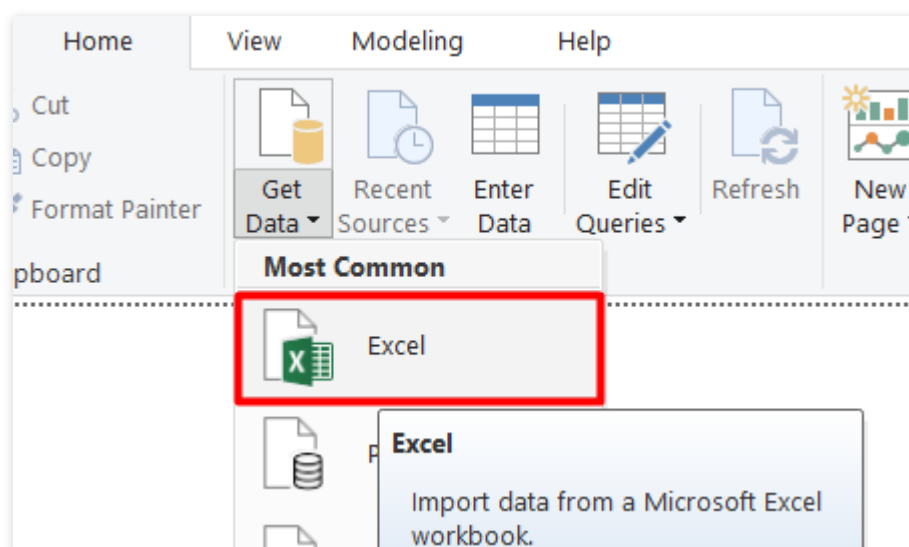 Home View Modeling Help
Cut
Copy
Format Painter
Get Data
Recent Sources
Enter Data
Edit Queries
Refresh
New Page
pboard
Most Common
Excel
P
Excel
Import data from a Microsoft Excel
workbook.